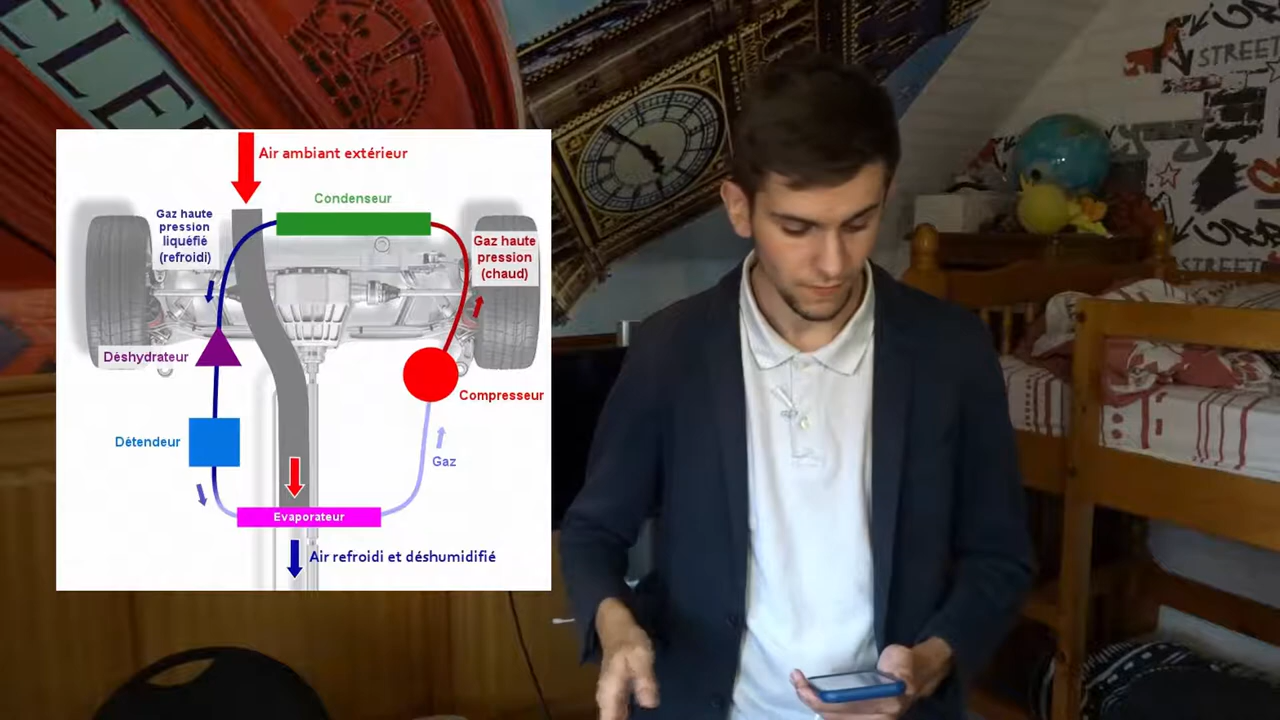 ELE
Air ambiant extérieur
Condenseur
Gaz haute
pression
liquéfié
(refroidi)
Gaz haute
pression
(chaud)
Déshydrateur
Compresseur
Détendeur
Gaz
Evaporateur
Air refroidi et déshumidifié
STREET
STREET